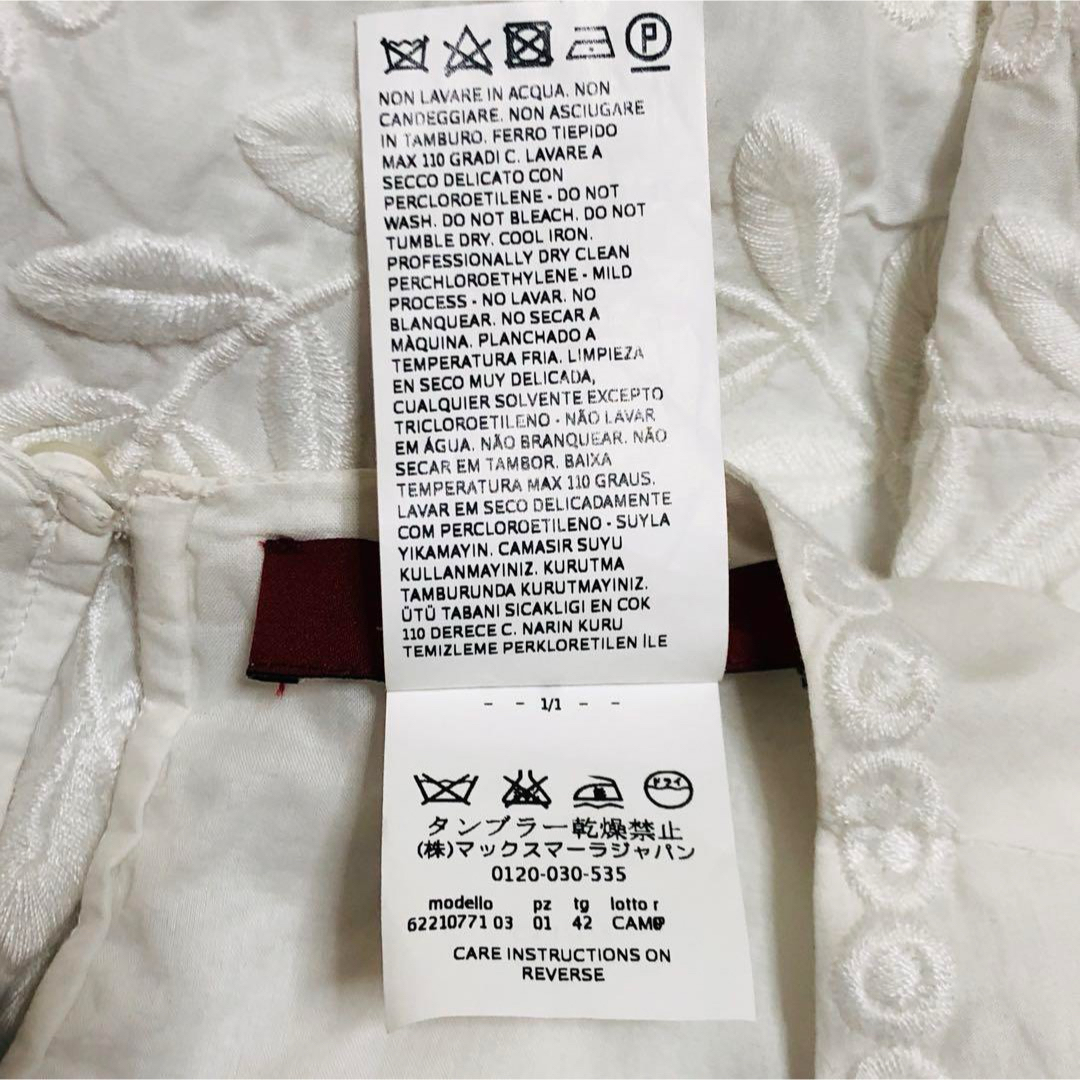 P
NON LAVARE IN ACQUA. NON
CANDEGGIARE. NON ASCIUGARE
IN TAMBURO. FERRO TIEPIDO
MAX 110 GRADI C. LAVARE A
SECCO DELICATO CON
PERCLOROETILENE - DO NOT
WASH. DO NOT BLEACH. DO NOT
TUMBLE DRY. COOL IRON.
PROFESSIONALLY DRY CLEAN
PERCHLOROETHYLENE - MILD
PROCESS - NO LAVAR. NO
BLANQUEAR. NO SECAR A
MÀQUINA. PLANCHADO A
TEMPERATURA FRIA. LIMPIEZA
EN SECO MUY DELICADA,
CUALQUIER SOLVENTE EXCEPTO
TRICLOROETILENO - NÃO LAVAR
EM ÁGUA. NÃO BRANQUEAR. NÃO
SECAR EM TAMBOR. BAIXA
TEMPERATURA MAX 110 GRAUS.
LAVAR EM SECO DELICADAMENTE
COM PERCLOROETILENO - SUYLA
YIKAMAYIN. CAMASIR SUYU
KULLANMAYINIZ. KURUTMA
TAMBURUNDA KURUTMAYINIZ.
ÜTÜ TABANI SICAKLIGI EN COK
110 DERECE C. NARIN KURU
TEMIZLEME PERKLORETILEN İLE
- - 1/1 - -
ドライ
タンブラー乾燥禁止
(株)マックスマーラジャパン
0120-030-535
modello pz tg lotto r
62210771 03 01 42
CARE INSTRUCTIONS ON
REVERSE